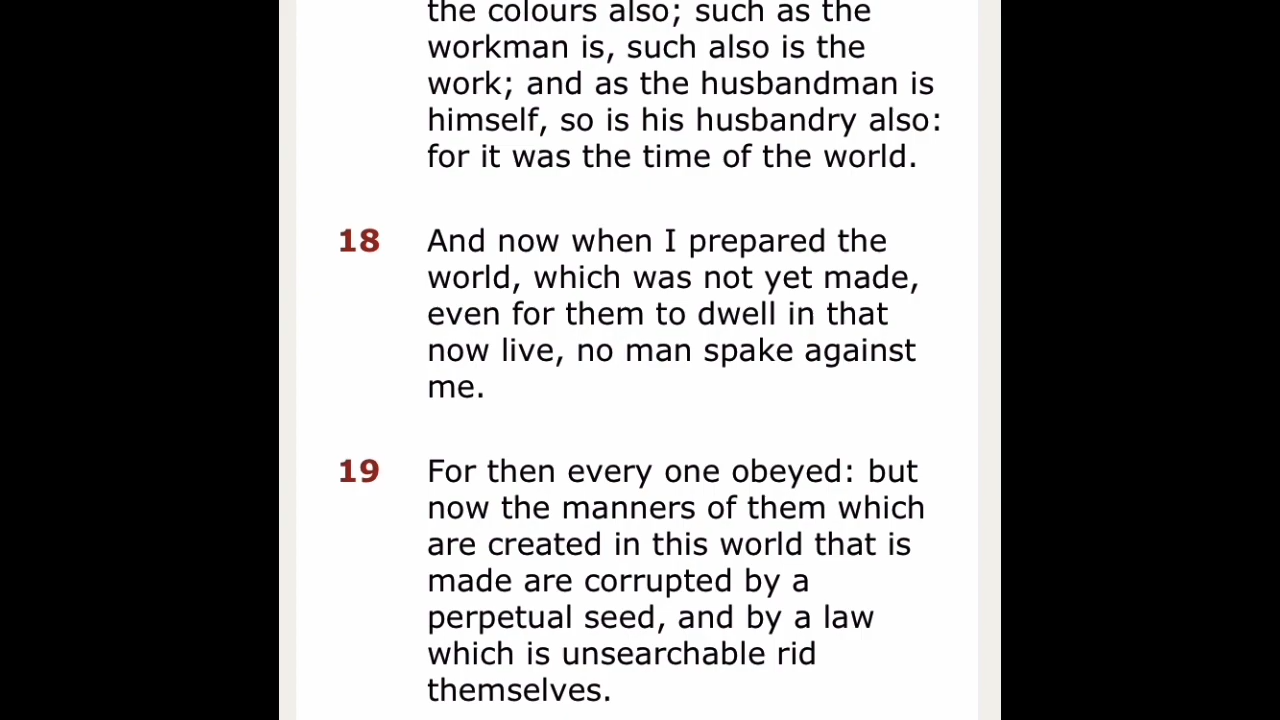 the colours also; such as the
workman is, such also is the
work; and as the husbandman is
himself, so is his husbandry also:
for it was the time of the world.
18 And now when I prepared the
world, which was not yet made,
even for them to dwell in that
now live, no man spake against
me.
19 For then every one obeyed: but
now the manners of them which
are created in this world that is
made are corrupted by a
perpetual seed, and by a law
which is unsearchable rid
themselves.